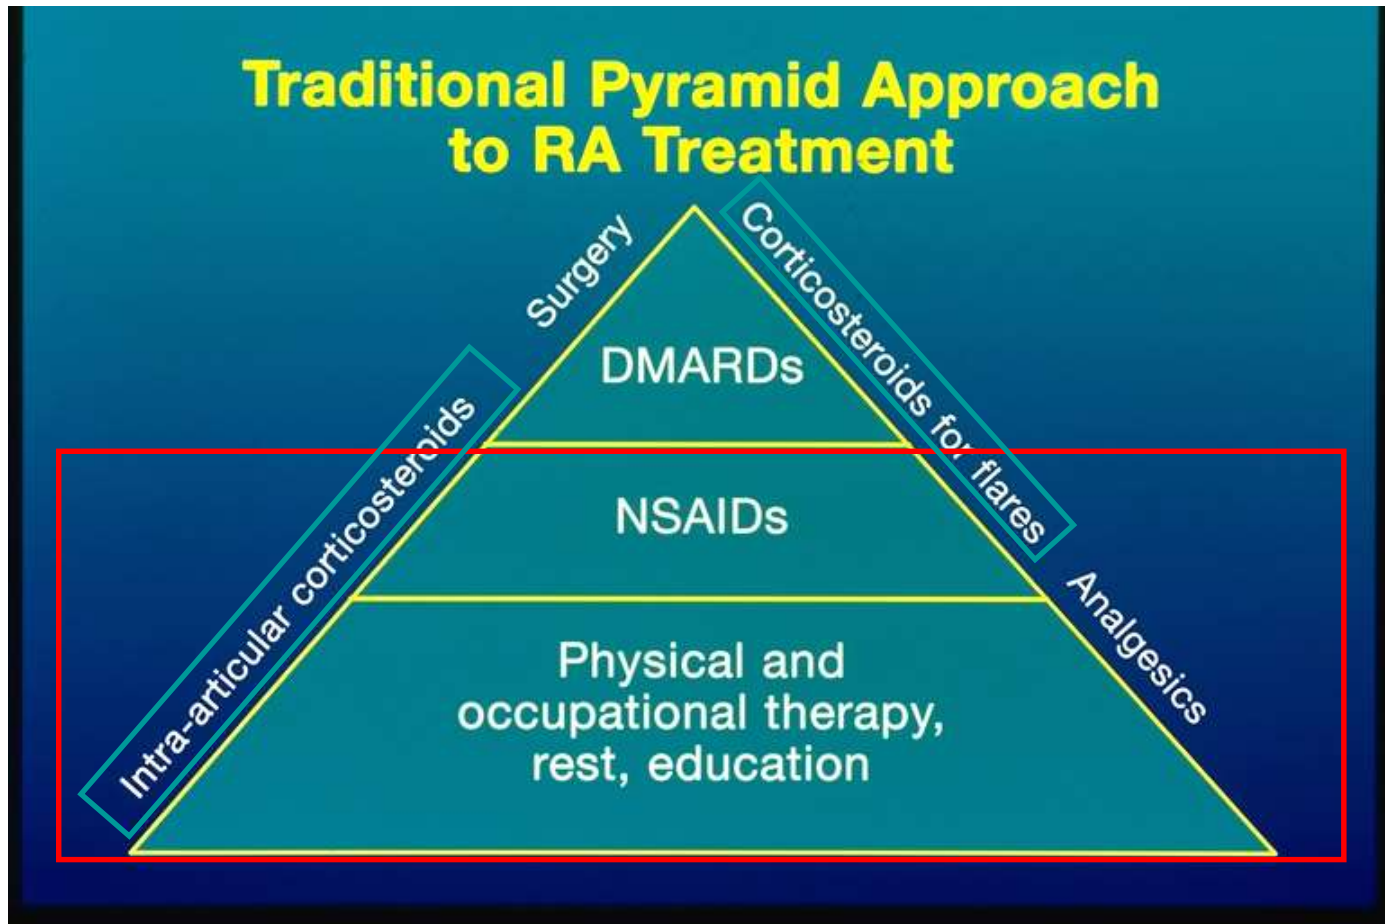 Traditional Pyramid Approach
to RA Treatment
Surgery
Corticosteroids for flares
DMARDs
Intra-articular corticosteroids
NSAIDs
Analgesics
Physical and
occupational therapy,
rest, education